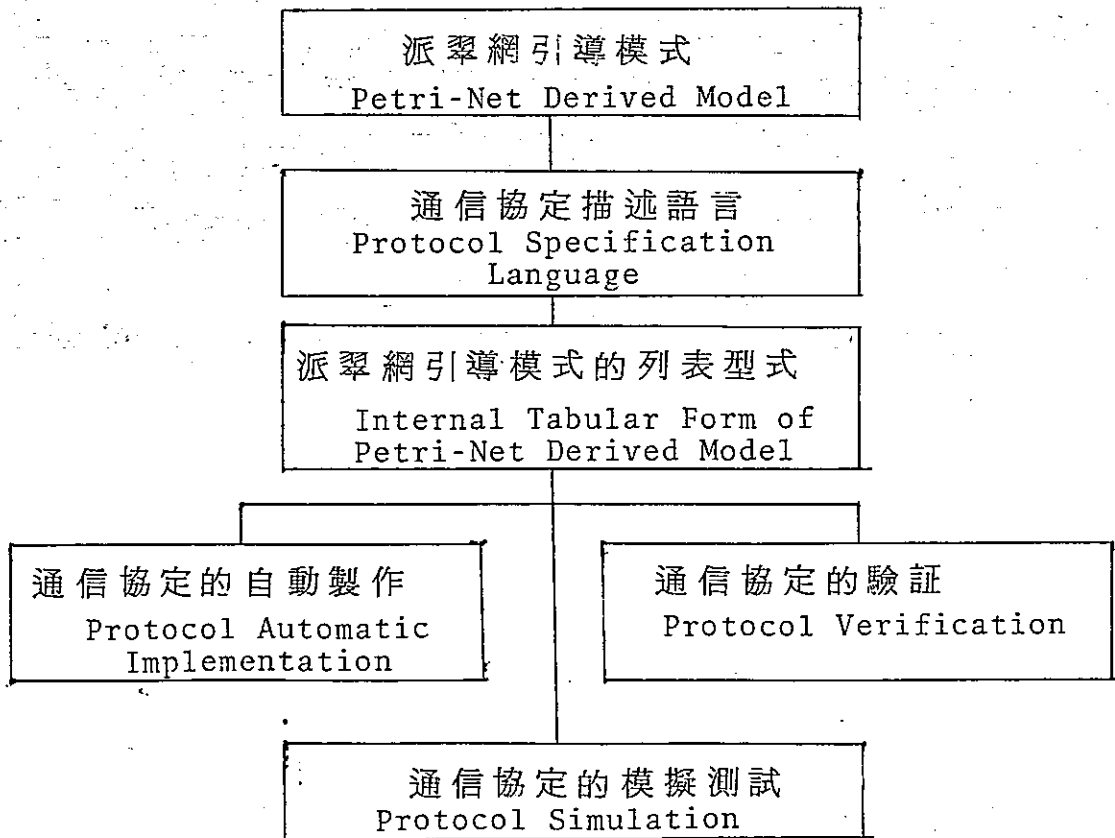 派翠網引導模式
Petri-Net Derived Model
通信協定描述語言
Protocol Specification
Language
派翠網引導模式的列表型式
Internal Tabular Form of
Petri-Net Derived Model
通信協定的自動製作
Protocol Automatic
Implementation
通信協定的驗証
Protocol Verification
通信協定的模擬測試
Protocol Simulation